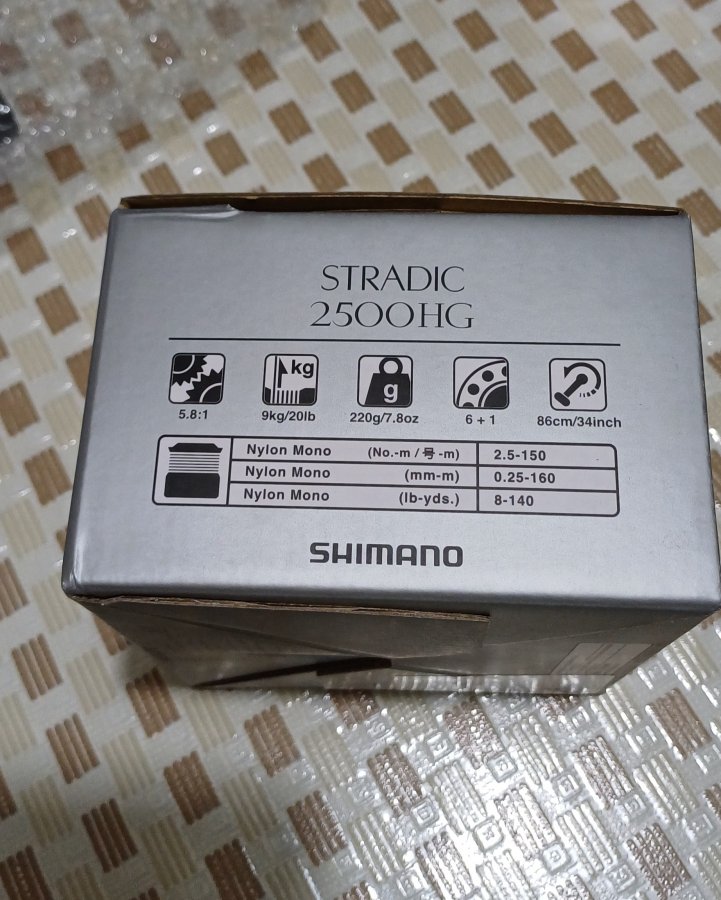 STRADIC
2500HG
kg
g
5.8:1 9kg/20lb 220g/7.8oz 6 + 1 86cm/34inch
Nylon Mono (No.-m / 号 -m) 2.5-150
Nylon Mono (mm-m) 0.25-160
Nylon Mono (lb-yds.) 8-140
SHIMANO